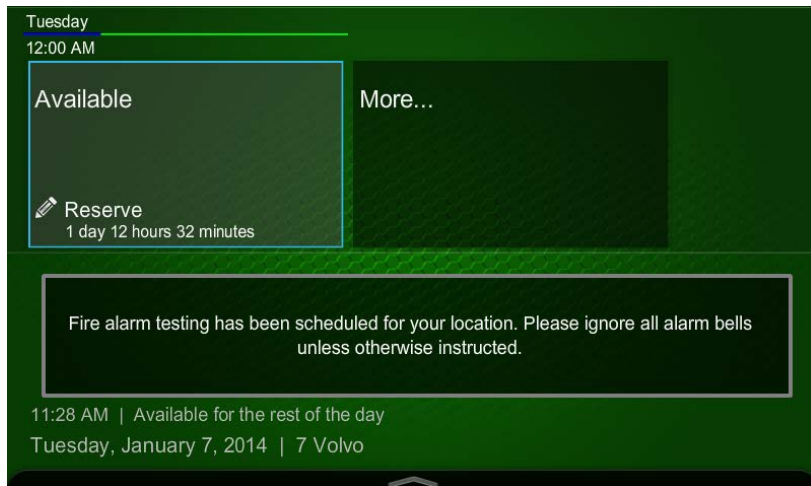 Tuesday
12:00 AM
Available
More...
Reserve
1 day 12 hours 32 minutes
Fire alarm testing has been scheduled for your location. Please ignore all alarm bells
unless otherwise instructed.
11:28 AM | Available for the rest of the day
Tuesday, January 7, 2014 | 7 Volvo